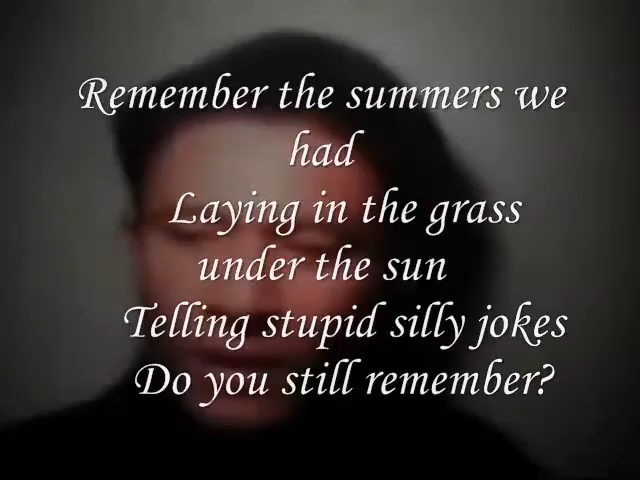 Remember the summers we
had
Laying in the grass
under the sun
Telling stupid silly jokes
Do you still remember?